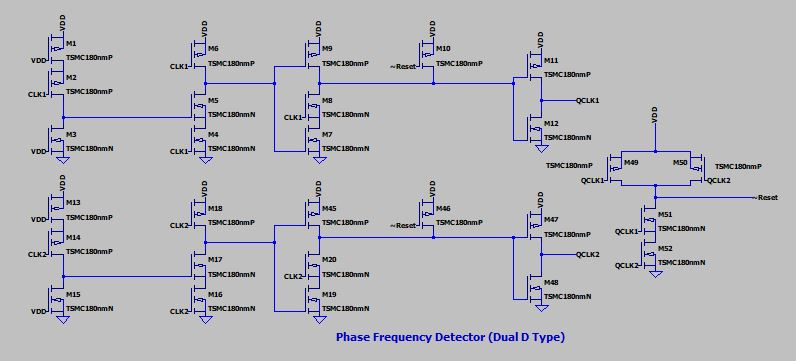 VDD
M1
VDD
TSMC180nmP
M2
CLK1
TSMC180nmP
M3
VDD
TSMC180nmN
VDD
M6
CLK1
TSMC180nmP
M5
TSMC180nmN
M4
CLK1
TSMC180nmN
VDD
M9
TSMC180nmP
M8
CLK1
TSMC180nmN
M7
TSMC180nmN
VDD
M10
~Reset
TSMC180nmP
VDD
M11
TSMC180nmP
QCLK1
M12
TSMC180nmN
VDD
M13
TSMC180nmP
M14
CLK2
TSMC180nmP
M15
VDD
TSMC180nmN
VDD
M18
CLK2
TSMC180nmP
M17
TSMC180nmN
M16
CLK2
TSMC180nmN
VDD
M45
TSMC180nmP
M20
CLK2
TSMC180nmN
M19
TSMC180nmN
VDD
M46
~Reset
TSMC180nmP
VDD
M47
TSMC180nmP
QCLK2
M48
TSMC180nmN
VDD
TSMC180nmP
M49
M50
TSMC180nmP
QCLK1
QCLK2
~Reset
M51
QCLK1
TSMC180nmN
M52
QCLK2
TSMC180nmN
Phase Frequency Detector (Dual D Type)